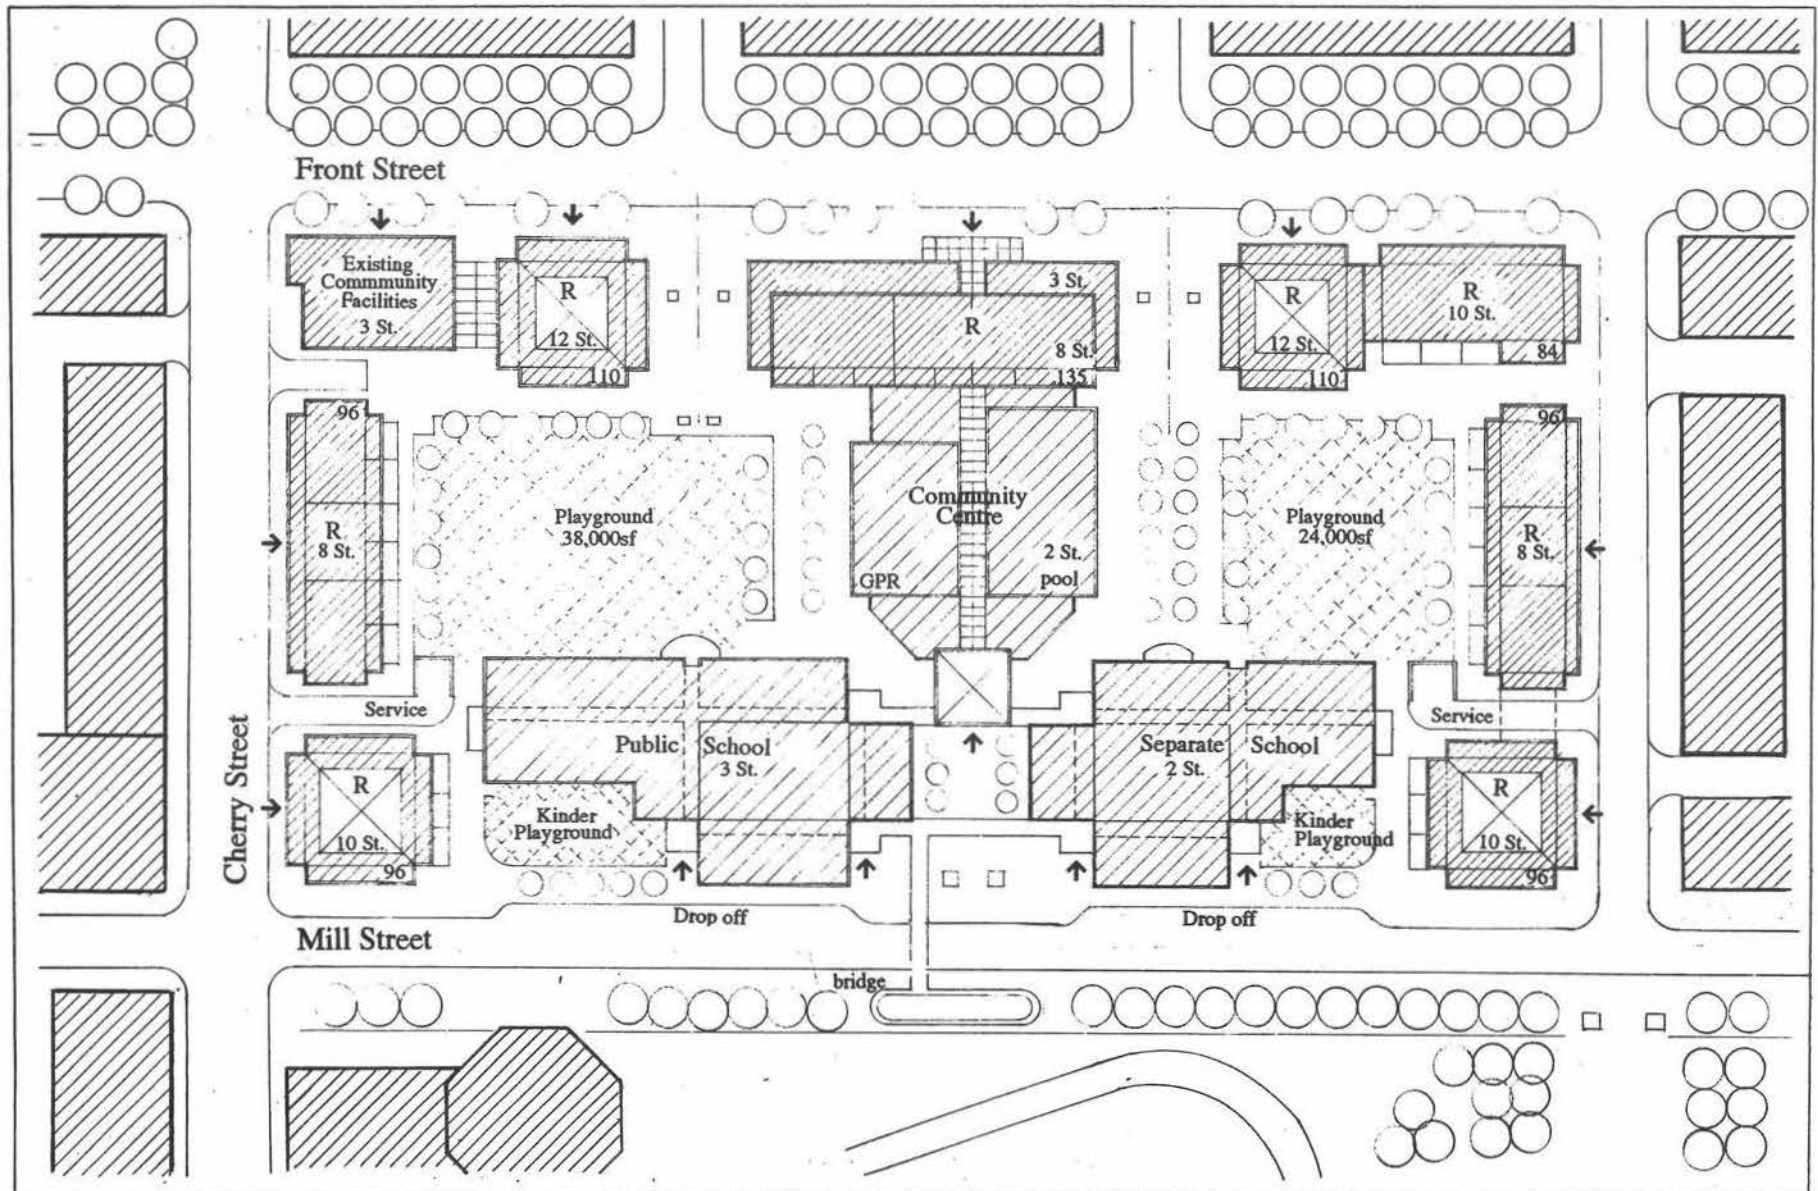 Front Street
Existing
Commmunity
Facilities
3 St.
R
12 St.
110
3 St.
R
8 St.
135
R
12 St.
110
R
10 St.
84
96
R
8 St.
Playground
38,000sf
Community
Centre
2 St.
GPR
pool
Playground
24,000sf
96
R
8 St.
Service
Public School
3 St.
Separate School
2 St.
Service
Cherry Street
R
10 St.
96
Kinder
Playground
Kinder
Playground
R
10 St.
96
Drop off
Drop off
Mill Street
bridge